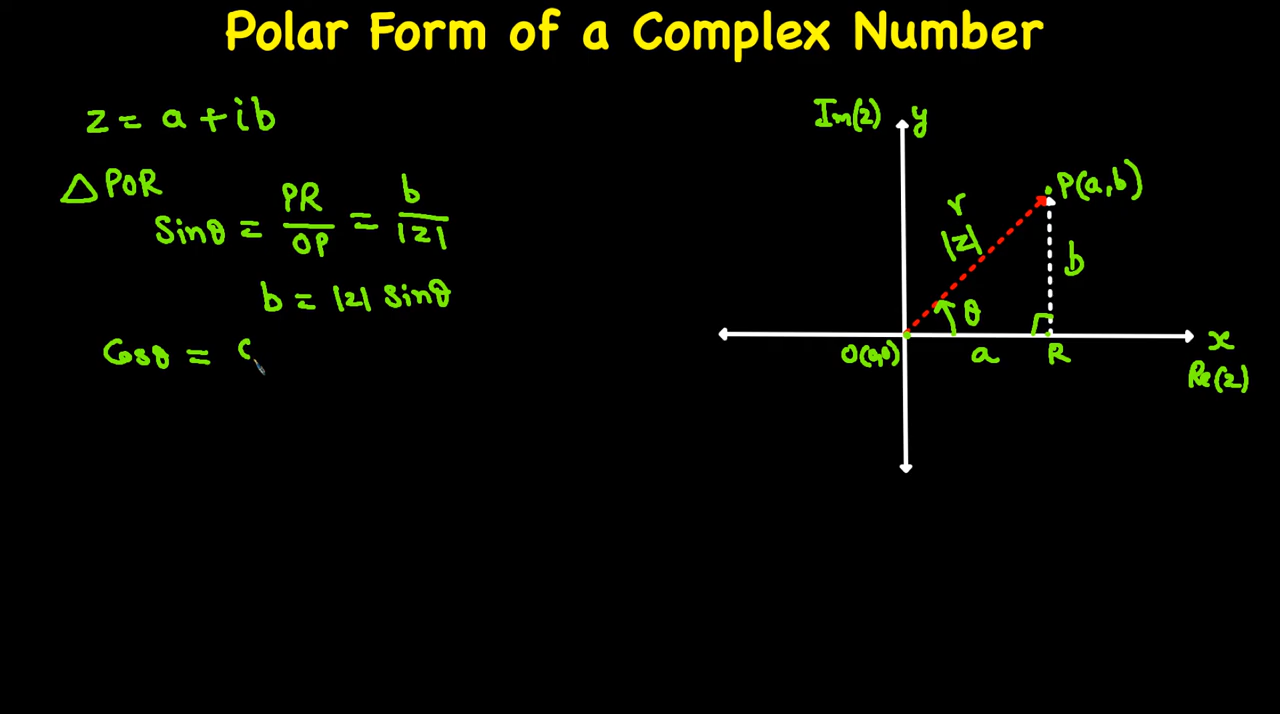 Polar Form of a Complex Number
z = a + ib
△ POR
Sinθ = PR/OP = b/|z|
b = |z| Sinθ
Cosθ =
Im(z) y
P(a,b)
r
|z|
b
θ
O(0,0) a R x
Re(z)